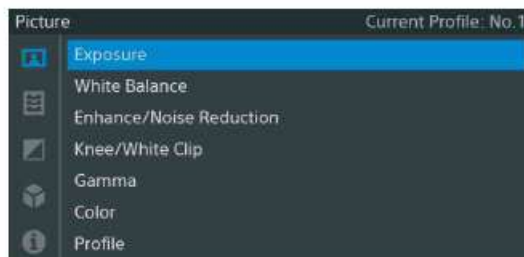 Picture Current Profile: No.1
Exposure
White Balance
Enhance/Noise Reduction
Knee/White Clip
Gamma
Color
Profile